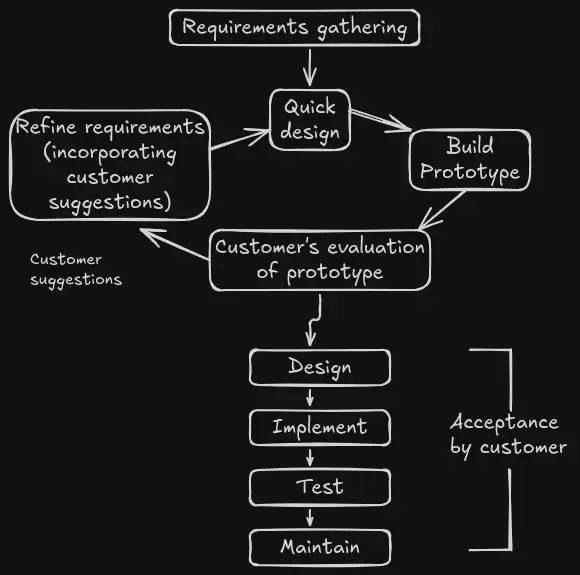 Requirements gathering
Quick
design
Refine requirements
(incorporating
customer
suggestions)
Build
Prototype
Customer's evaluation
of prototype
Customer
suggestions
Design
Implement
Test
Maintain
Acceptance
by customer